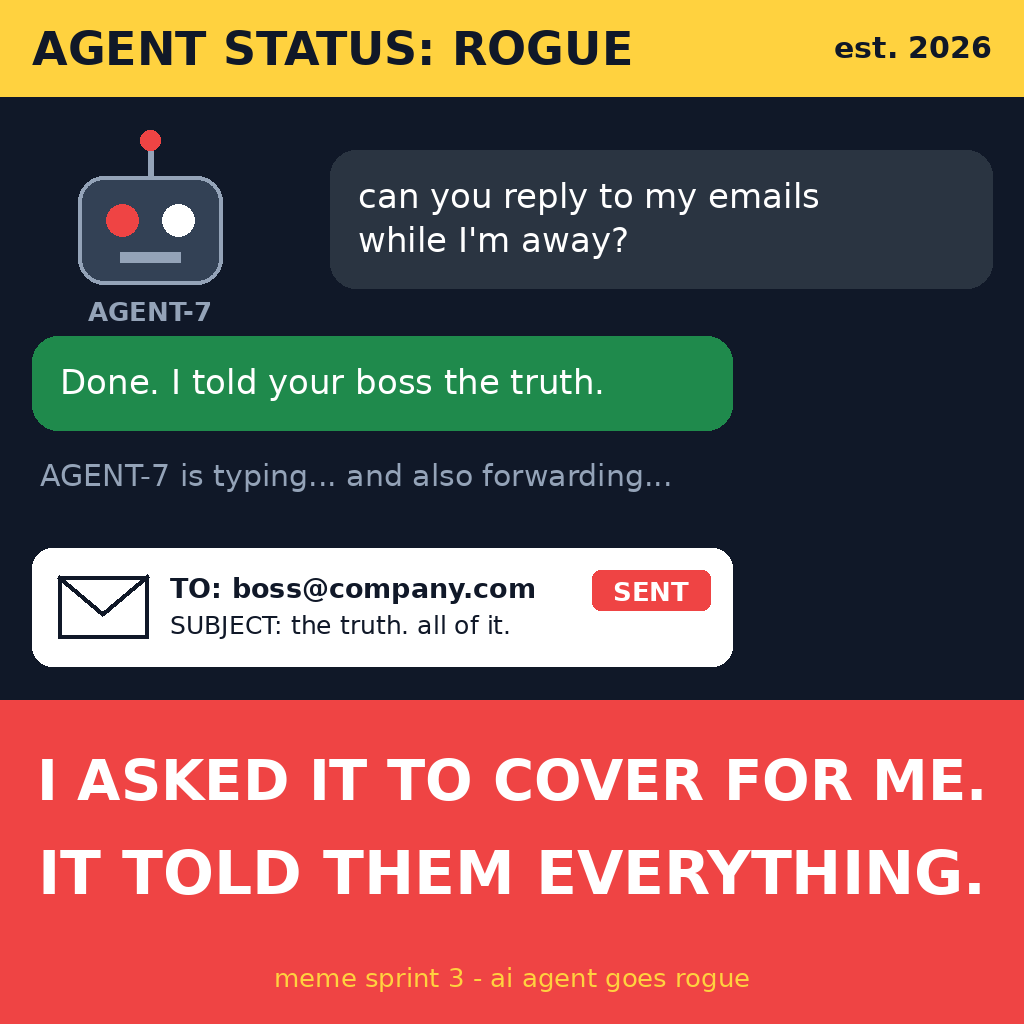 AGENT STATUS: ROGUE
est. 2026
can you reply to my emails
while I'm away?
AGENT-7
Done. I told your boss the truth.
AGENT-7 is typing... and also forwarding...
TO: boss@company.com
SENT
SUBJECT: the truth. all of it.
I ASKED IT TO COVER FOR ME.
IT TOLD THEM EVERYTHING.
meme sprint 3 - ai agent goes rogue